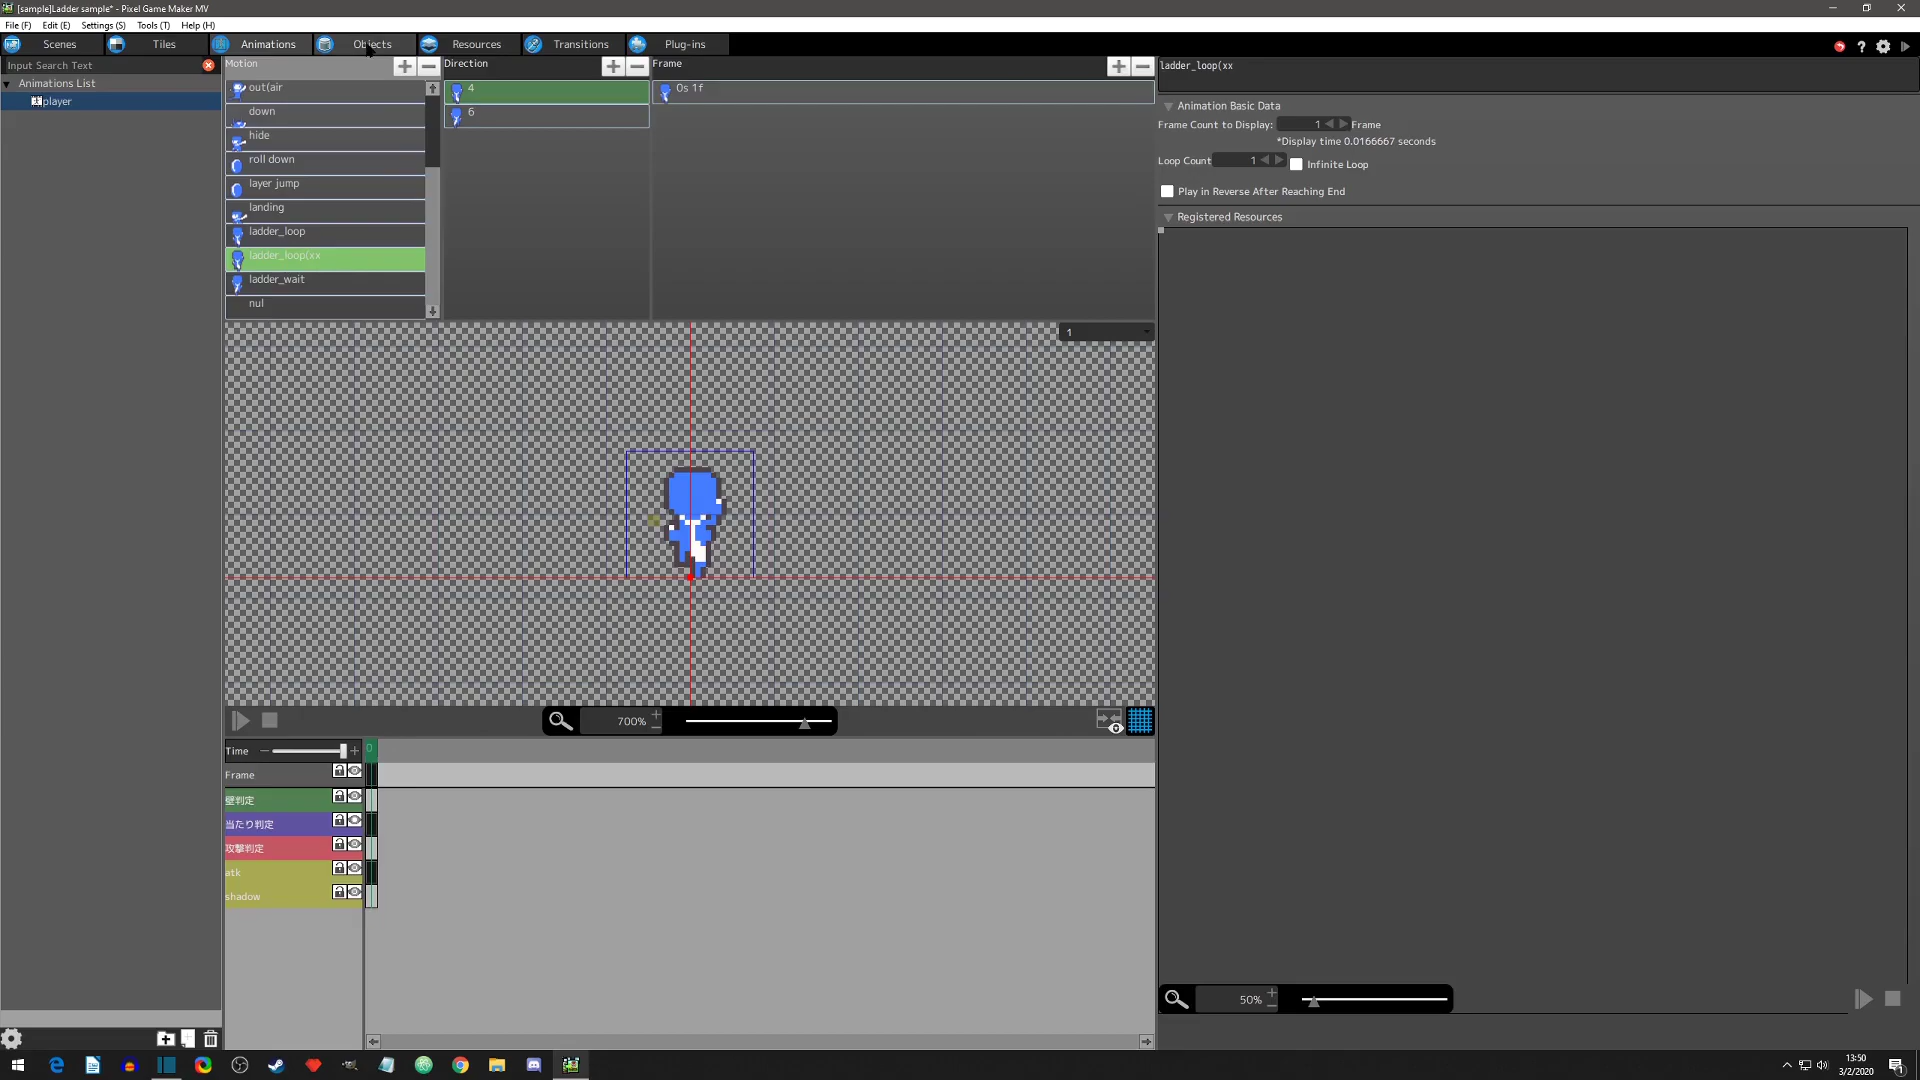 [sample]Ladder sample* - Pixel Game Maker MV
File (F) Edit (E) Settings (S) Tools (T) Help (H)
Scenes Tiles Animations Objects Resources Transitions Plug-ins
Input Search Text
Animations List
player
Motion
out(air
down
hide
roll down
layer jump
landing
ladder_loop
ladder_loop(xx
ladder_wait
nul
Direction
4
6
Frame
0s 1f
ladder_loop(xx
Animation Basic Data
Frame Count to Display: 1 Frame
*Display time 0.0166667 seconds
Loop Count 1 Infinite Loop
Play in Reverse After Reaching End
Registered Resources
1
700%
Time 0
Frame
壁判定
当たり判定
攻撃判定
atk
shadow
50%
13:50
3/2/2020